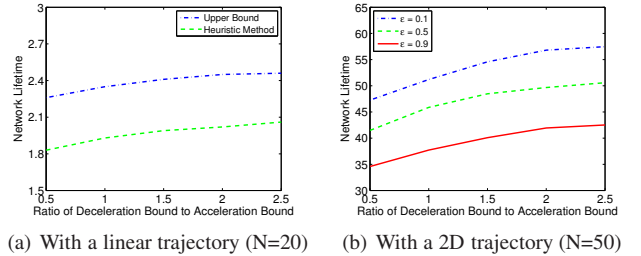 3
2.7
2.4
2.1
1.8
1.5
Network Lifetime
Upper Bound
Heuristic Method
0.5 1 1.5 2 2.5
Ratio of Deceleration Bound to Acceleration Bound
(a) With a linear trajectory (N=20)
65
60
55
50
45
40
35
30
Network Lifetime
ε = 0.1
ε = 0.5
ε = 0.9
0.5 1 1.5 2 2.5
Ratio of Deceleration Bound to Acceleration Bound
(b) With a 2D trajectory (N=50)